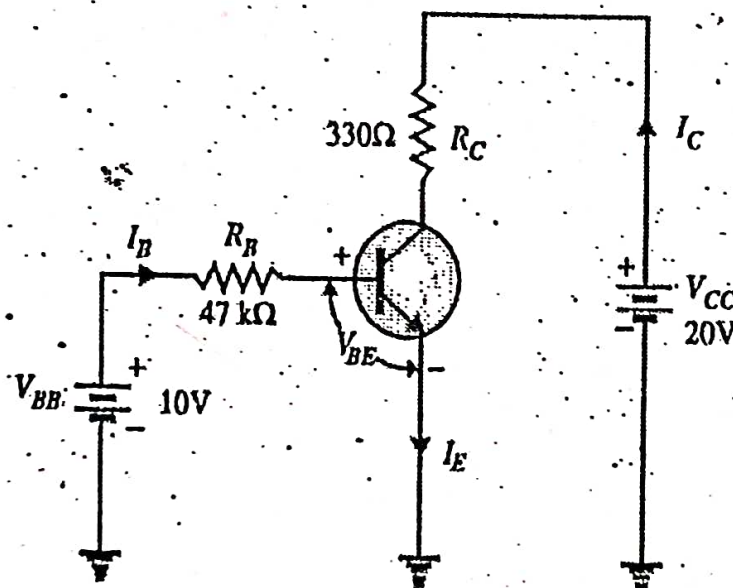 330Ω
R_C
I_C
I_B
R_B
+
47 kΩ
V_BE
-
V_BB
+
10V
-
I_E
+
V_CC
-
20V